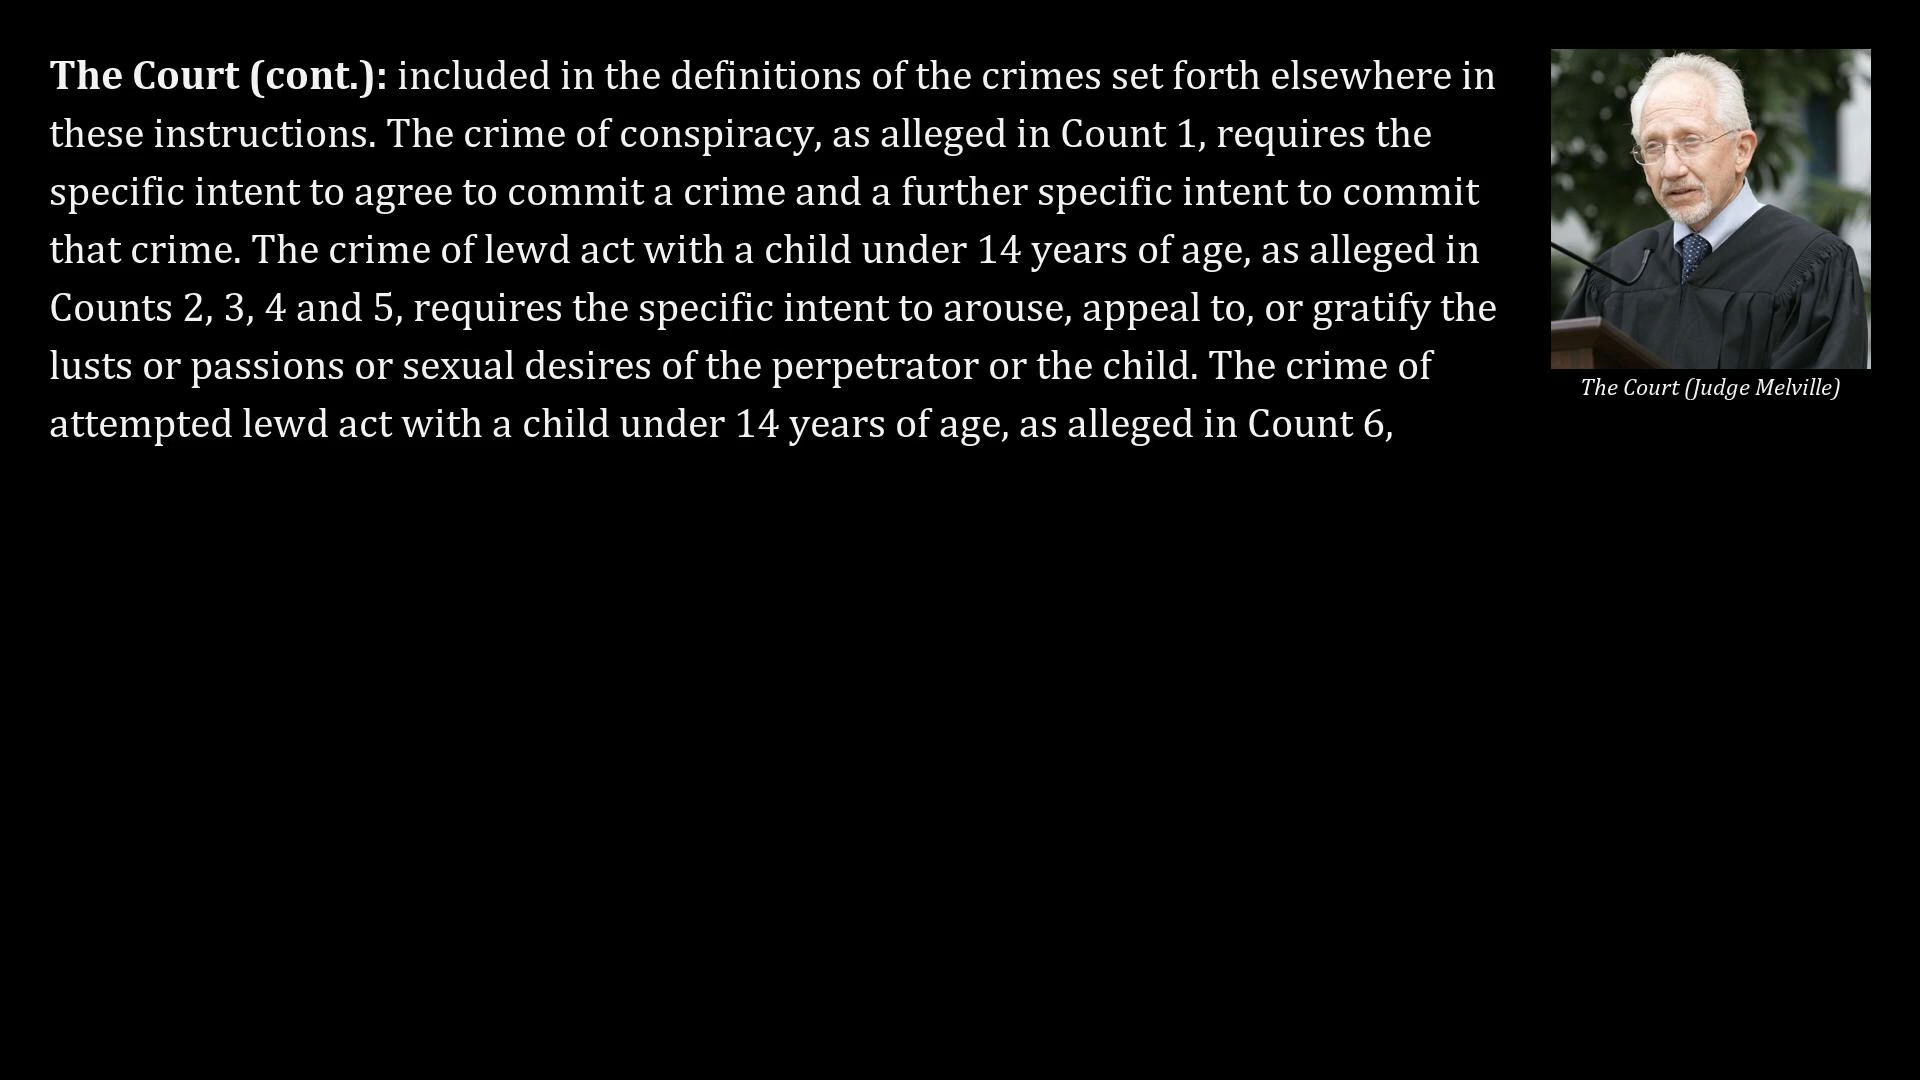 The Court (cont.): included in the definitions of the crimes set forth elsewhere in
these instructions. The crime of conspiracy, as alleged in Count 1, requires the
specific intent to agree to commit a crime and a further specific intent to commit
that crime. The crime of lewd act with a child under 14 years of age, as alleged in
Counts 2, 3, 4 and 5, requires the specific intent to arouse, appeal to, or gratify the
lusts or passions or sexual desires of the perpetrator or the child. The crime of
attempted lewd act with a child under 14 years of age, as alleged in Count 6,
The Court (Judge Melville)